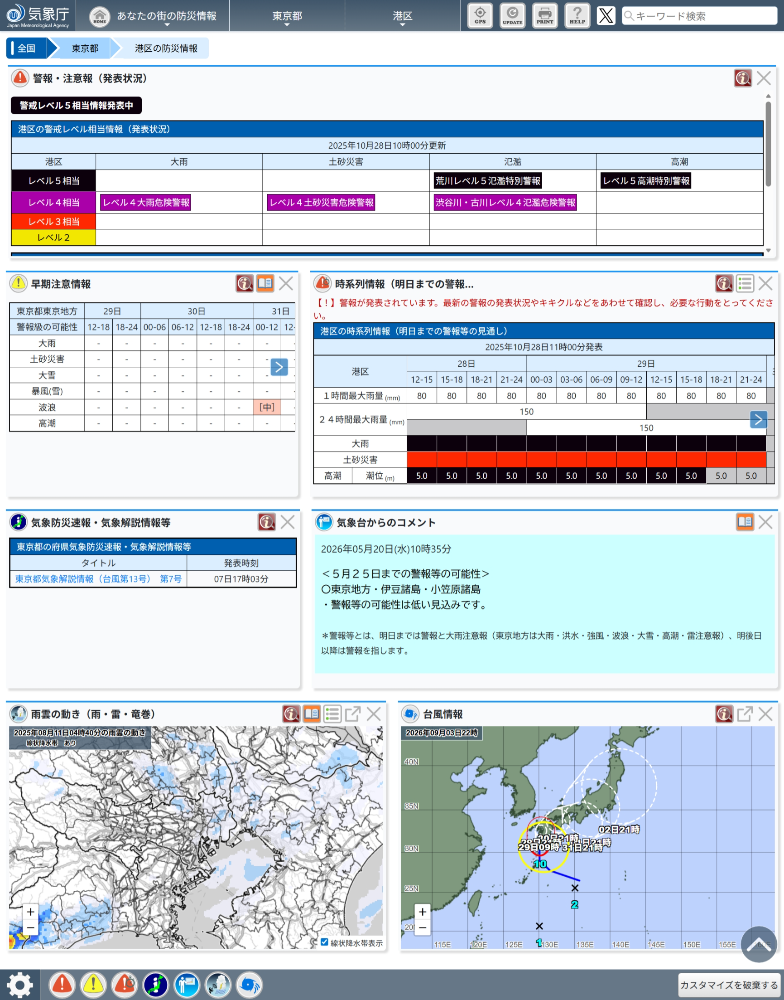 気象庁
Japan Meteorological Agency
HOME
あなたの街の防災情報
東京都
港区
GPS
UPDATE
PRINT
HELP
キーワード検索
全国
東京都
港区の防災情報
警報・注意報（発表状況）
警戒レベル５相当情報発表中
港区の警戒レベル相当情報（発表状況）
2025年10月28日10時00分更新
港区 大雨 土砂災害 氾濫 高潮
レベル５相当 荒川レベル５氾濫特別警報 レベル５高潮特別警報
レベル４相当 レベル４大雨危険警報 レベル４土砂災害危険警報 渋谷川・古川レベル４氾濫危険警報
レベル３相当
レベル２
早期注意情報
東京都東京地方 29日 30日 31日
警報級の可能性 12-18 18-24 00-06 06-12 12-18 18-24 00-12 12-
大雨 - - - - - - -
土砂災害 - - - - - - -
大雪 - - - - - - -
暴風(雪) - - - - - - -
波浪 - - - - - - [中]
高潮 - - - - - - -
時系列情報（明日までの警報...
【！】警報が発表されています。最新の警報の発表状況やキキクルなどをあわせて確認し、必要な行動をとってくださ
い。
港区の時系列情報（明日までの警報等の見通し）
2025年10月28日11時00分発表
港区 28日 29日
12-15 15-18 18-21 21-24 00-03 03-06 06-09 09-12 12-15 15-18 18-21 21-24
１時間最大雨量 (mm) 80 80 80 80 80 80 80 80 80 80 80 80
２４時間最大雨量 (mm) 150
150
大雨
土砂災害
高潮 潮位 (m) 5.0 5.0 5.0 5.0 5.0 5.0 5.0 5.0 5.0 5.0 5.0 5.0
気象防災速報・気象解説情報等
東京都の府県気象防災速報・気象解説情報等
タイトル 発表時刻
東京都気象解説情報（台風第13号） 第7号 07日17時03分
気象台からのコメント
2026年05月20日(水)10時35分
＜５月２５日までの警報等の可能性＞
○東京地方・伊豆諸島・小笠原諸島
・警報等の可能性は低い見込みです。
＊警報等とは、明日までは警報と大雨注意報（東京地方は大雨・洪水・強風・波浪・大雪・高潮・雷注意報）、明後日
以降は警報を指します。
雨雲の動き（雨・雷・竜巻）
2025年08月11日04時40分の雨雲の動き
線状降水帯 あり
+
−
線状降水帯表示
台風情報
2026年09月03日22時
40N
35N
02日21時
30日21時
29日09時 31日21時
30N
10
25N
2
+
−
1
115E 120E 125E 130E 135E 140E 145E 150E 155E 160E
カスタマイズを破棄する